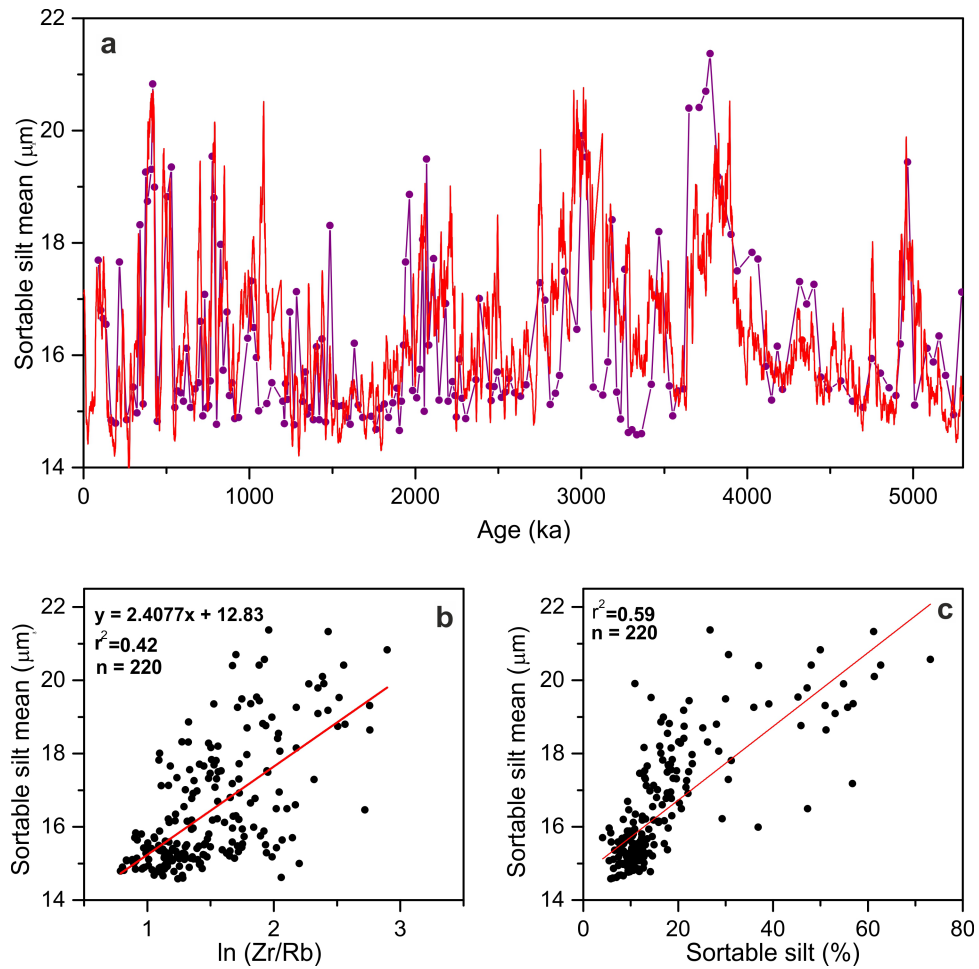 a
22
20
18
16
14
Sortable silt mean (μm)
0 1000 2000 3000 4000 5000
Age (ka)
b
y = 2.4077x + 12.83
r²=0.42
n = 220
22
20
18
16
14
Sortable silt mean (μm)
1 2 3
ln (Zr/Rb)
c
r²=0.59
n = 220
22
20
18
16
14
Sortable silt mean (μm)
0 20 40 60 80
Sortable silt (%)